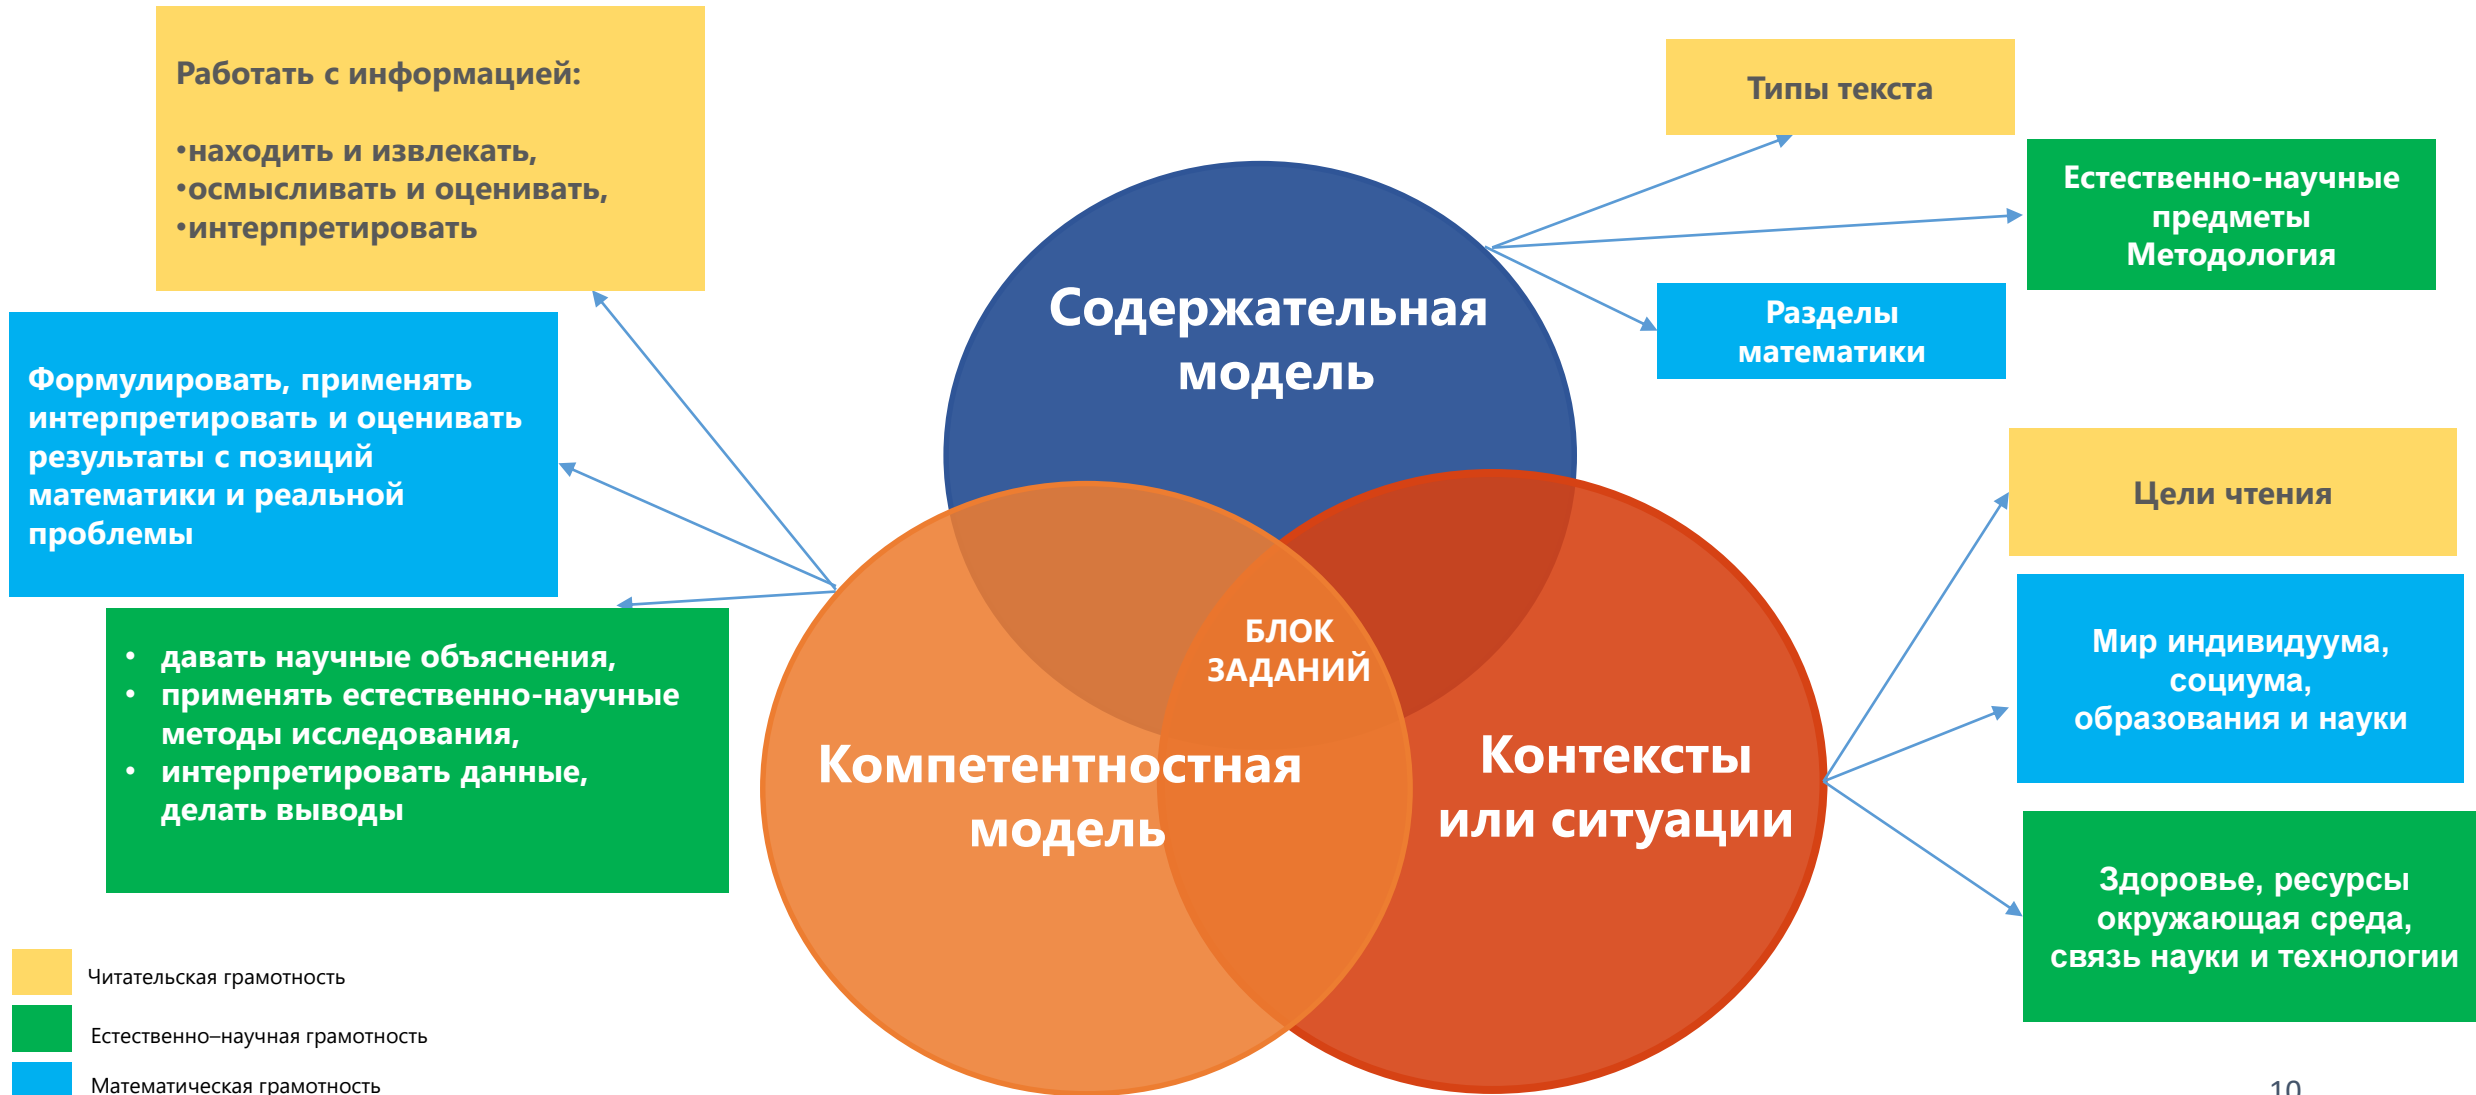 Работать с информацией:
•находить и извлекать,
•осмысливать и оценивать,
•интерпретировать
Формулировать, применять
интерпретировать и оценивать
результаты с позиций
математики и реальной
проблемы
• давать научные объяснения,
• применять естественно-научные
методы исследования,
• интерпретировать данные,
делать выводы
Содержательная
модель
БЛОК
ЗАДАНИЙ
Компетентностная
модель
Контексты
или ситуации
Типы текста
Естественно-научные
предметы
Методология
Разделы
математики
Цели чтения
Мир индивидуума,
социума,
образования и науки
Здоровье, ресурсы
окружающая среда,
связь науки и технологии
Читательская грамотность
Естественно–научная грамотность
Математическая грамотность
10